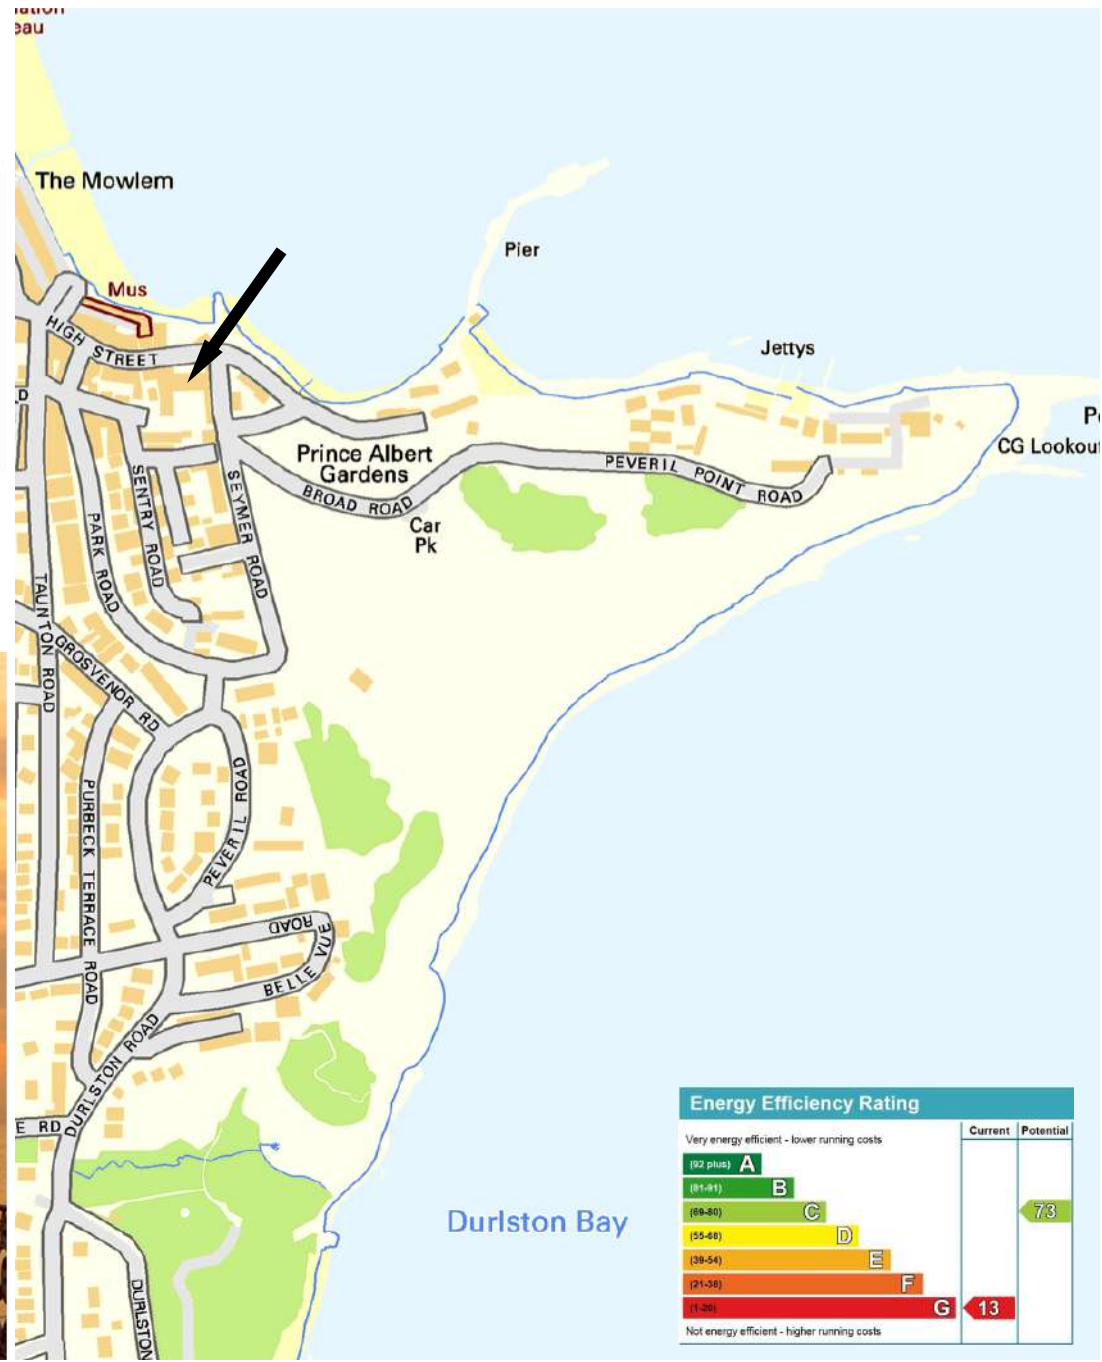 eau
The Mowlem
Pier
Mus
HIGH STREET
Jettys
D
CG Lookout
Prince Albert
Gardens
PEVERIL POINT ROAD
BROAD ROAD
Car
Pk
SENTRY ROAD
SEYMER ROAD
PARK ROAD
TAUNTON ROAD
GROSVENOR RD
PEVERIL ROAD
PURBECK TERRACE ROAD
BELLE VUE ROAD
DURLSTON ROAD
E RD
DURLSTON
Durlston Bay
Energy Efficiency Rating
Current Potential
Very energy efficient - lower running costs
(92 plus) A
(81-91) B
(69-80) C 73
(55-68) D
(39-54) E
(21-38) F
(1-20) G 13
Not energy efficient - higher running costs